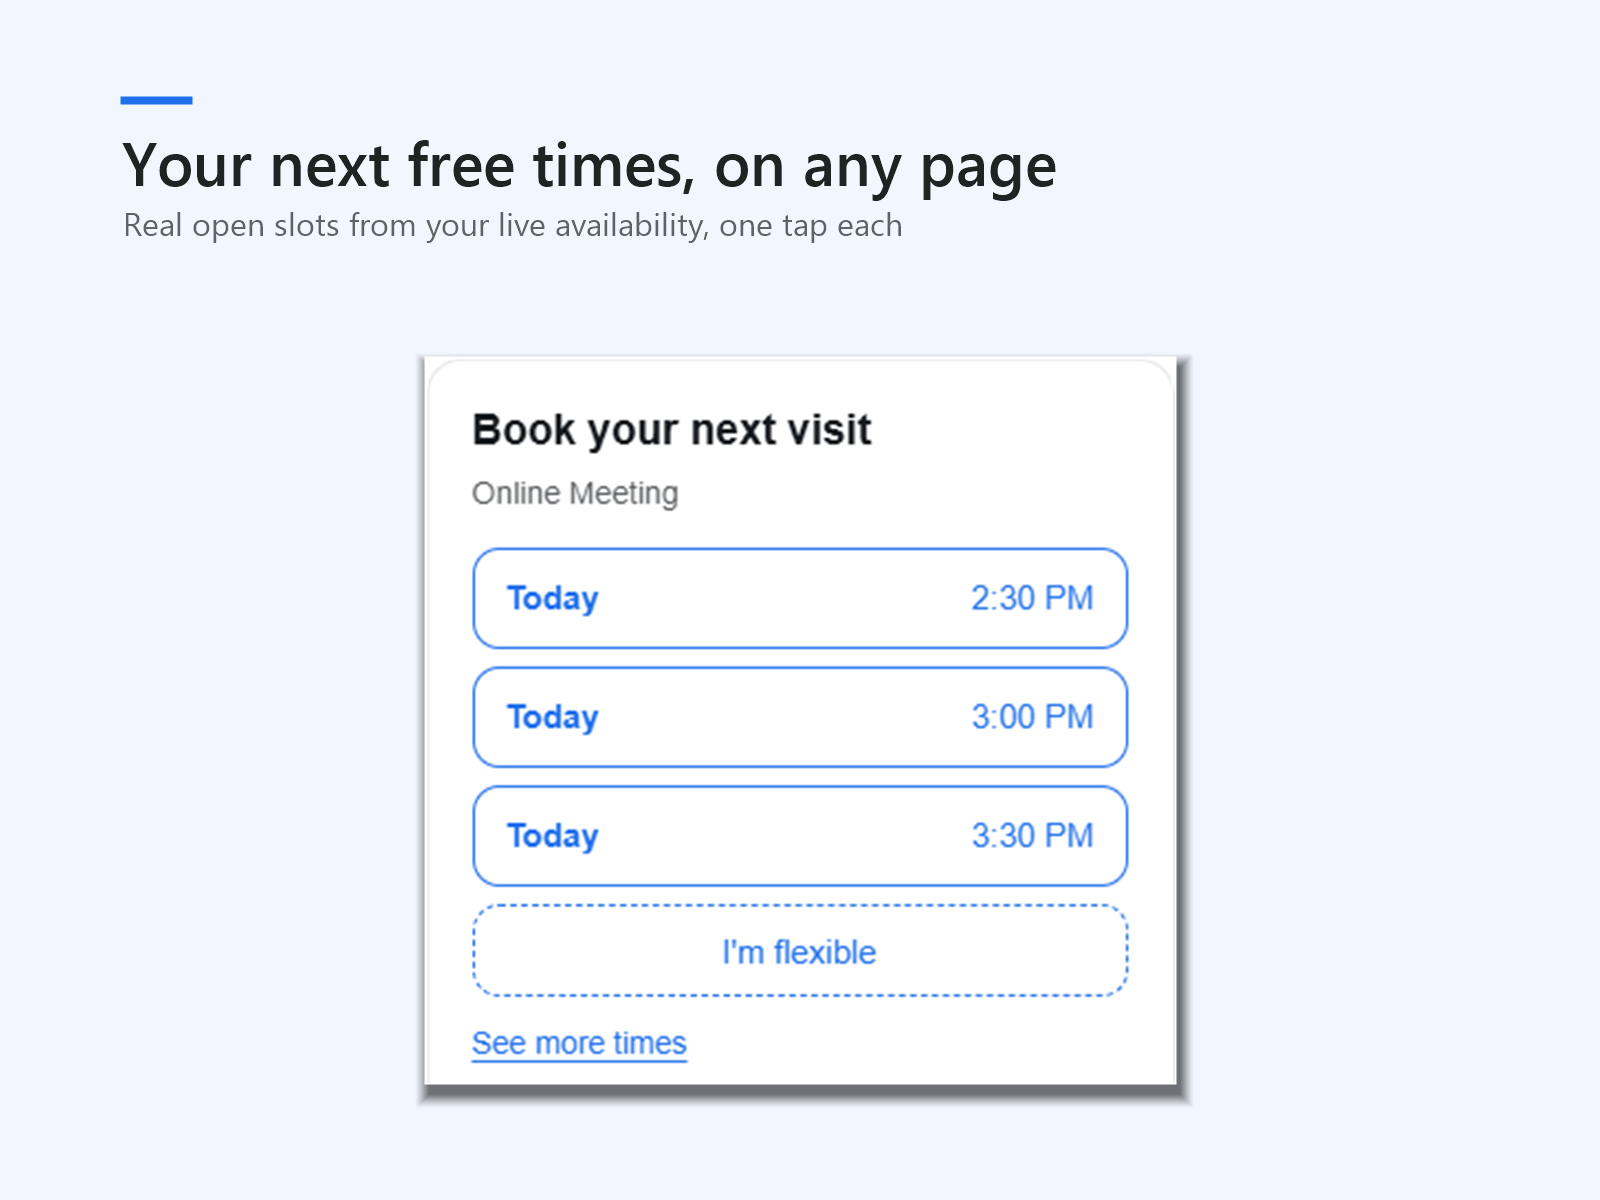 Your next free times, on any page
Real open slots from your live availability, one tap each
Book your next visit
Online Meeting
Today 2:30 PM
Today 3:00 PM
Today 3:30 PM
I'm flexible
See more times